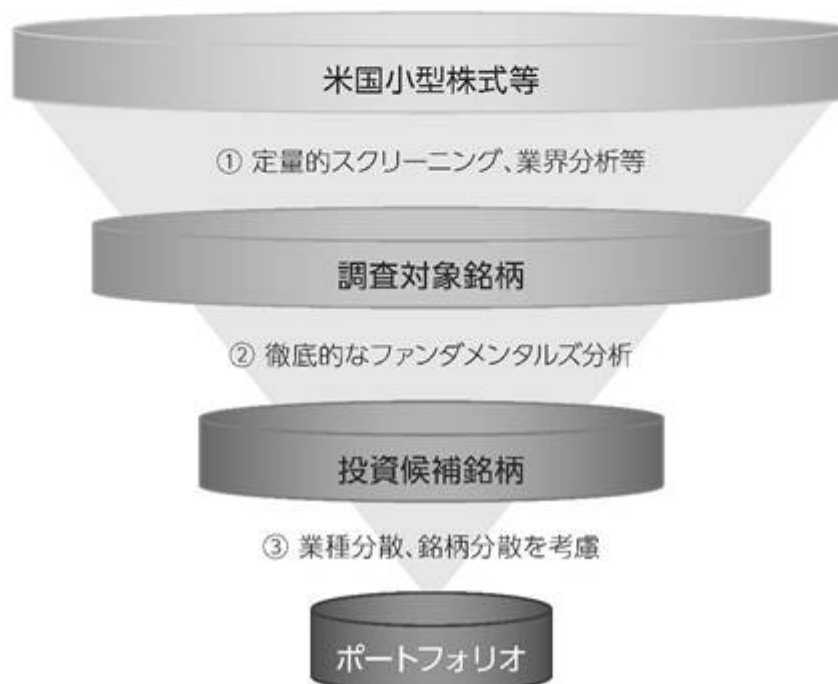 米国小型株式等
① 定量的スクリーニング、業界分析等
調査対象銘柄
② 徹底的なファンダメンタルズ分析
投資候補銘柄
③ 業種分散、銘柄分散を考慮
ポートフォリオ